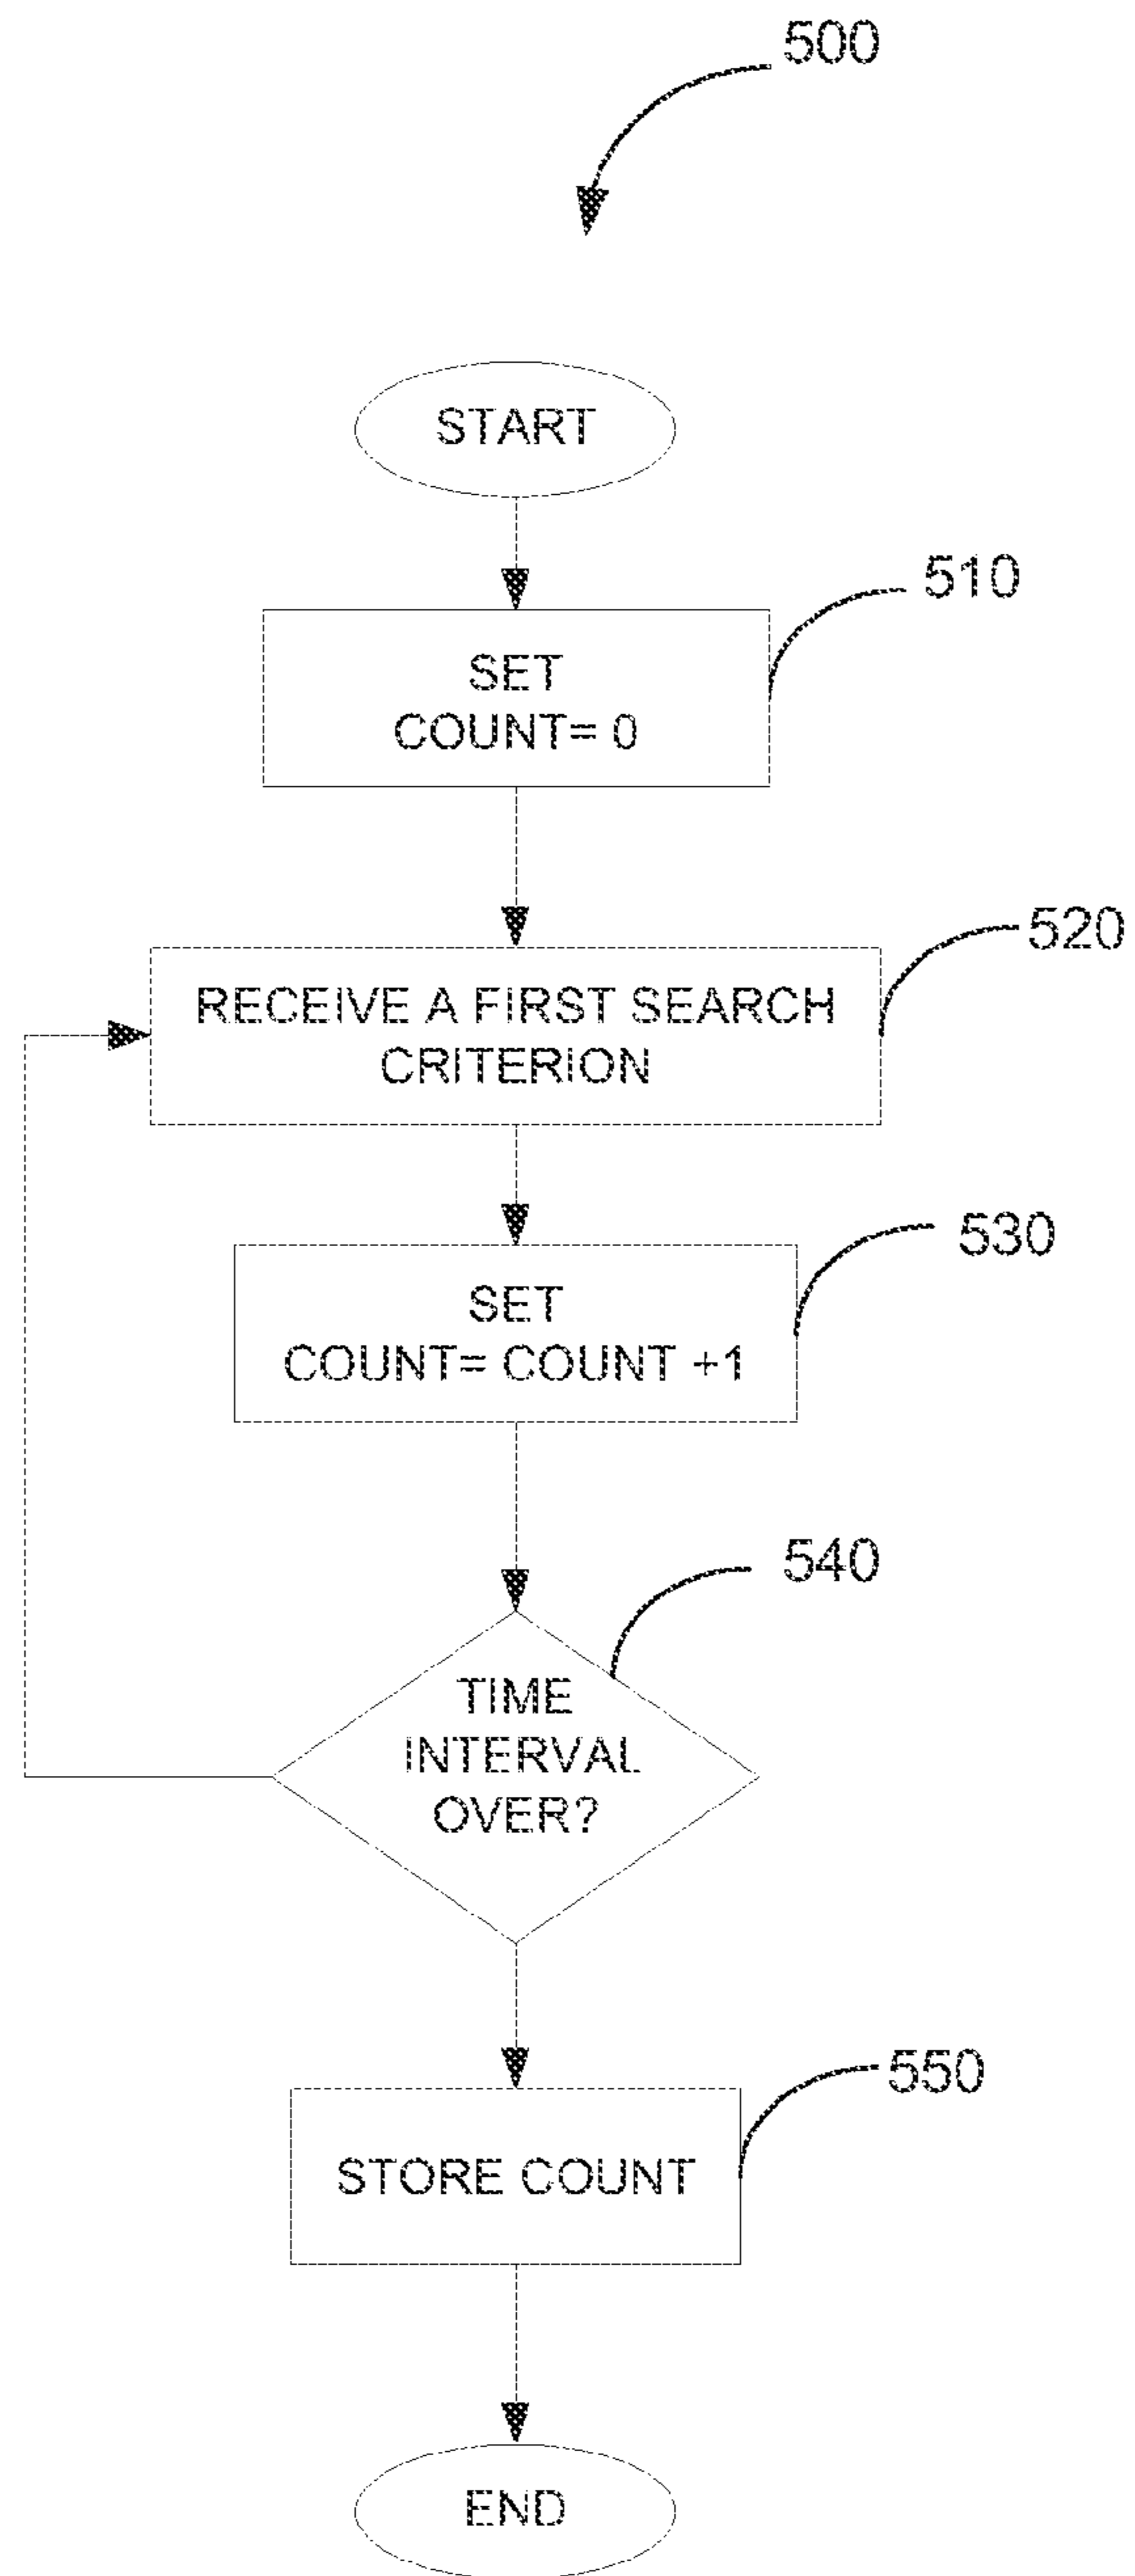 500
START
510
SET
COUNT= 0
520
RECEIVE A FIRST SEARCH
CRITERION
530
SET
COUNT= COUNT +1
540
TIME
INTERVAL
OVER?
550
STORE COUNT
END